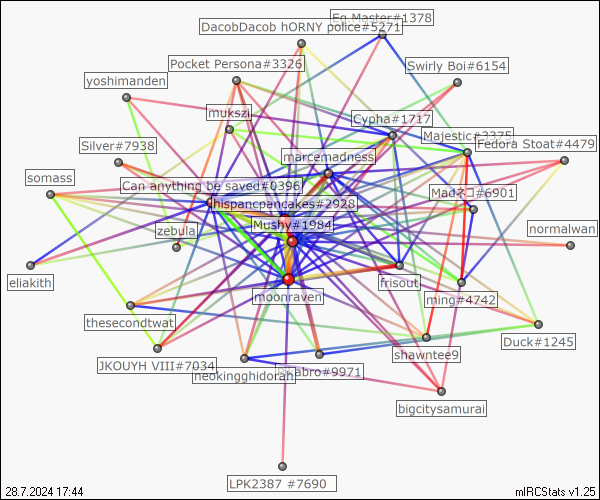 Eg Master#1378
DacobDacob hORNY police#5271
Pocket Persona#3326
Swirly Boi#6154
yoshimanden
mukszi
Cypha#1717
Majestic#3375
Fedora Stoat#4479
Silver#7938
marcemadness
somass
Can anything be saved#0396
Madネコ#6901
hispancpancakes#2928
Mushy#1984
zebula
normalwan
eliakith
frisout
moonraven
ming#4742
thesecondtwat
Duck#1245
shawntee9
JKOUYH VIII#7034
neokingghidorah
#9971
bigcitysamurai
LPK2387 #7690
28.7.2024 17:44
mIRCStats v1.25